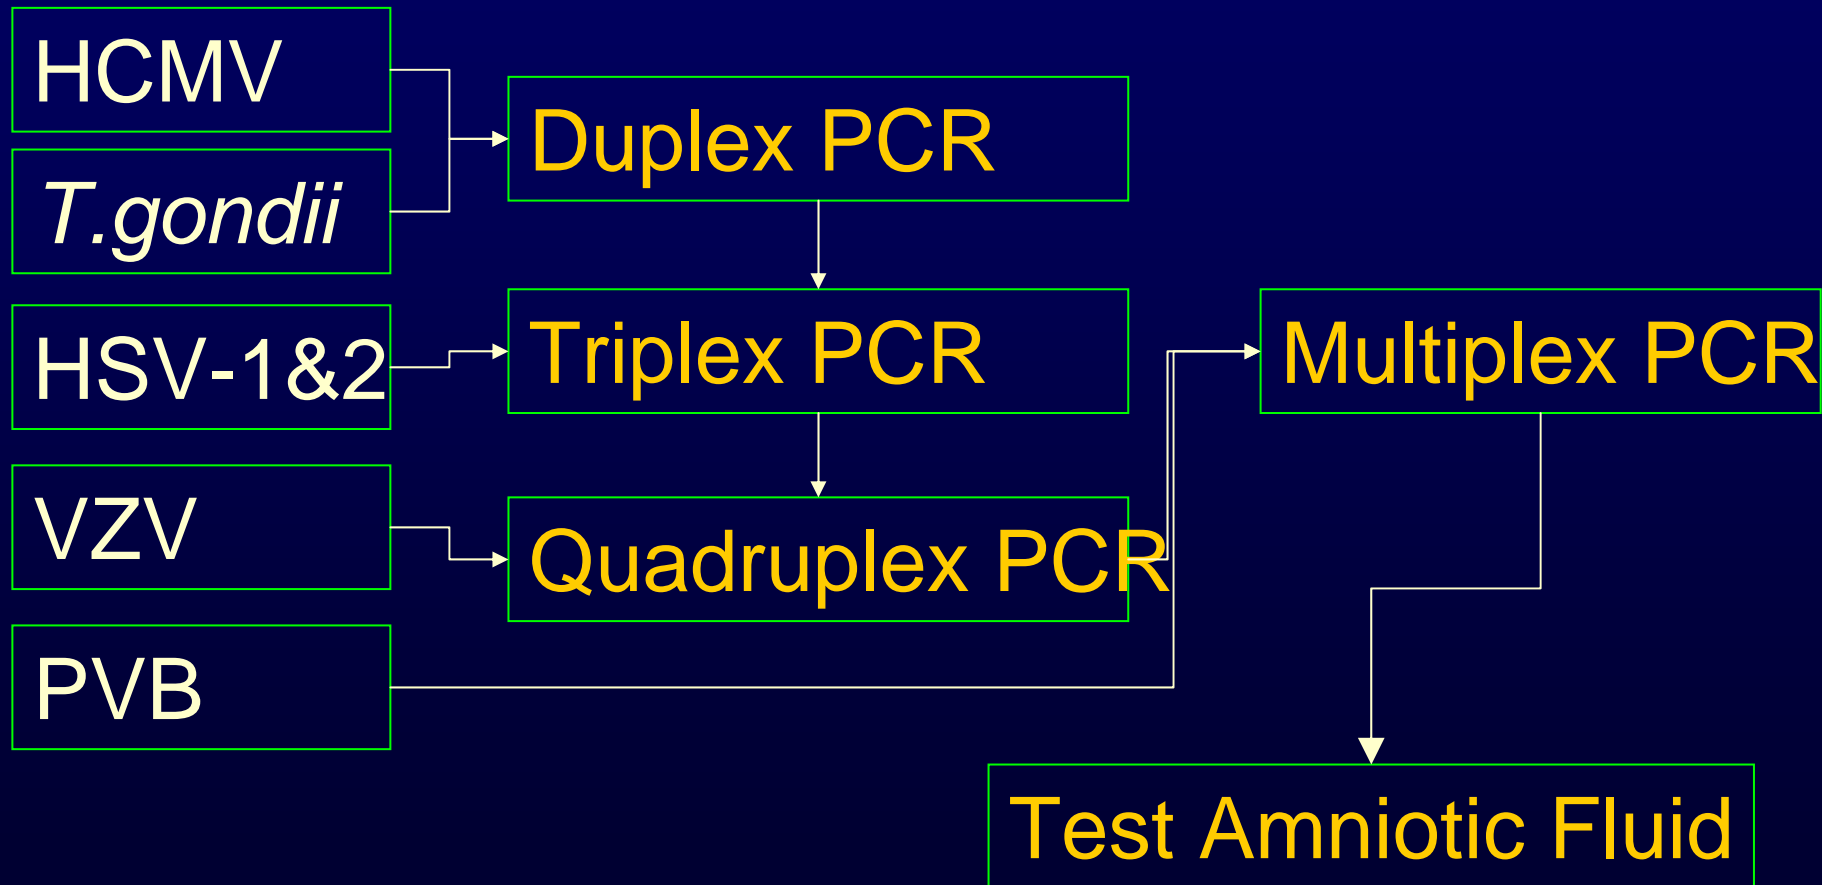 HCMV
Duplex PCR
T.gondii
HSV-1&2
Triplex PCR
Multiplex PCR
VZV
Quadruplex PCR
PVB
Test Amniotic Fluid